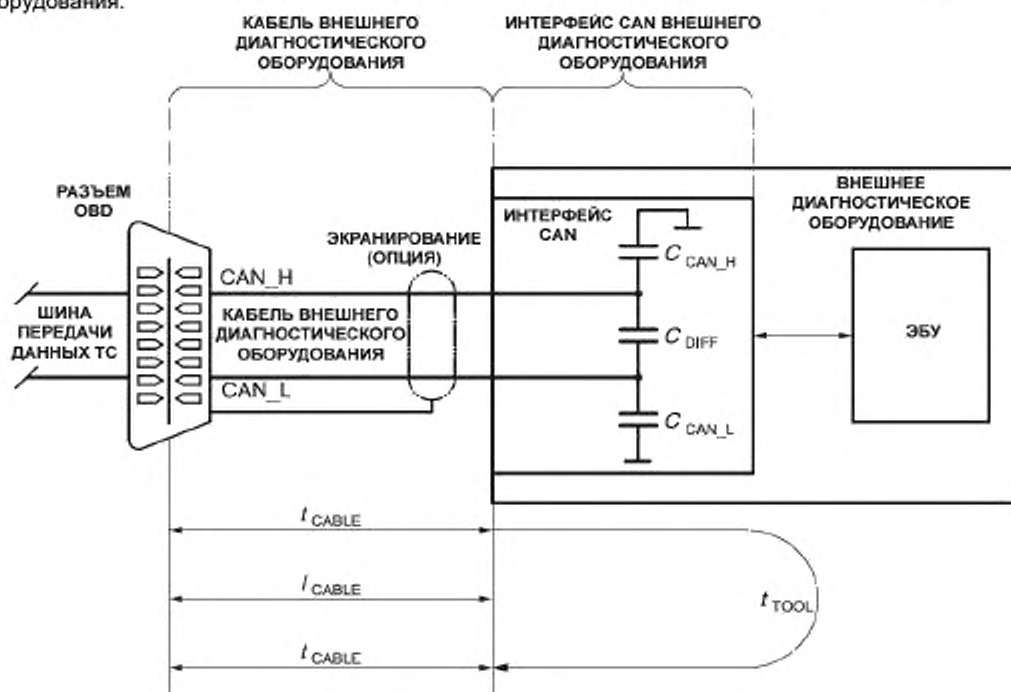 орудования.
КАБЕЛЬ ВНЕШНЕГО
ДИАГНОСТИЧЕСКОГО
ОБОРУДОВАНИЯ
ИНТЕРФЕЙС CAN ВНЕШНЕГО
ДИАГНОСТИЧЕСКОГО
ОБОРУДОВАНИЯ
РАЗЪЕМ
OBD
ЭКРАНИРОВАНИЕ
(ОПЦИЯ)
ИНТЕРФЕЙС
CAN
ВНЕШНЕЕ
ДИАГНОСТИЧЕСКОЕ
ОБОРУДОВАНИЕ
C CAN_H
CAN_H
ШИНА
ПЕРЕДАЧИ
ДАННЫХ ТС
КАБЕЛЬ ВНЕШНЕГО
ДИАГНОСТИЧЕСКОГО
ОБОРУДОВАНИЯ
C DIFF
ЭБУ
CAN_L
C CAN_L
t CABLE
l CABLE
t TOOL
t CABLE